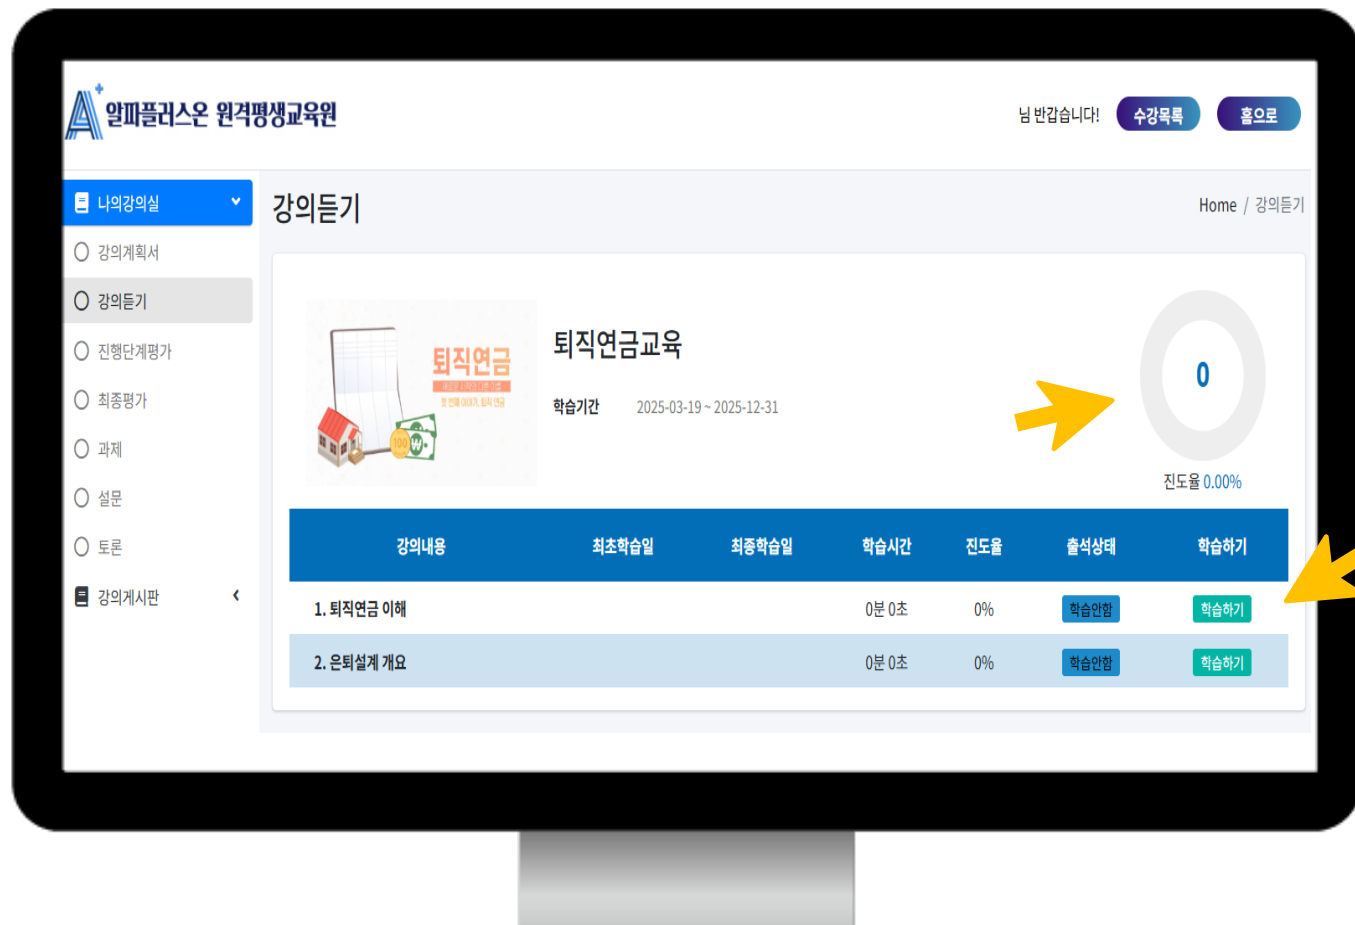 알파플러스온 원격평생교육원
님 반갑습니다! 수강목록 홈으로
나의강의실
강의계획서
강의듣기
진행단계평가
최종평가
과제
설문
토론
강의게시판
강의듣기
Home / 강의듣기
퇴직연금
100
퇴직연금교육
학습기간 2025-03-19 ~ 2025-12-31
0
진도율 0.00%
강의내용 최초학습일 최종학습일 학습시간 진도율 출석상태 학습하기
1. 퇴직연금 이해 0분 0초 0% 학습안함 학습하기
2. 은퇴설계 개요 0분 0초 0% 학습안함 학습하기